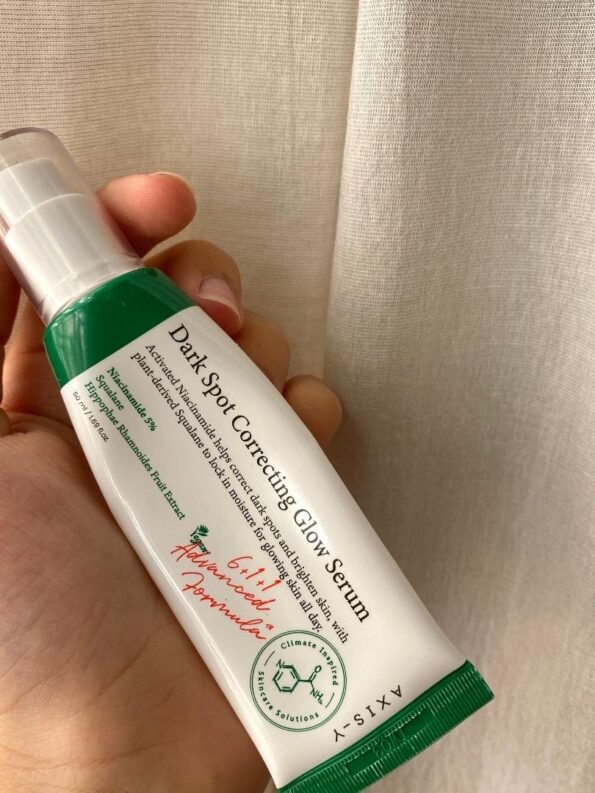 Dark Spot Correcting Glow Serum
Activated Niacinamide helps correct dark spots and brighten skin, with
plant-derived Squalane to lock in moisture for glowing skin all day.
Niacinamide 5%
Squalane
Hippophae Rhamnoides Fruit Extract
50 ml / 1.69 fl.oz.
Vegan
6+1+1
Advanced
Formula
Climate Inspired
N
O
NH₂
Skincare Solutions
AXIS-Y